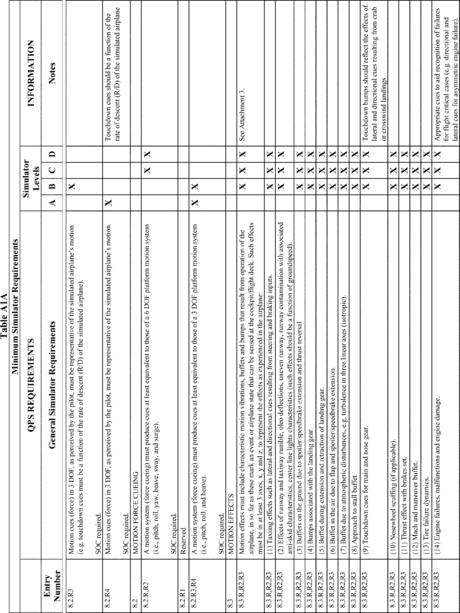 Table A1A
Minimum Simulator Requirements
QPS REQUIREMENTS
Simulator Levels
INFORMATION
Entry Number
General Simulator Requirements
A B C D
Notes
8.2.R3
Motion cues (force) in 3 DOF, as perceived by the pilot, must be representative of the simulated airplane's motion
(e.g. touchdown cues must be a function of the rate of descent (R/D) of the simulated airplane).
X
SOC required.
8.2.R4
Motion cues (force) in 3 DOF, as perceived by the pilot, must be representative of the simulated airplane's motion.
X
Touchdown cues should be a function of the
rate of descent (R/D) of the simulated airplane
SOC required.
8.2
MOTION FORCE CUEING
8.2.R,R2
A motion system (force cueing) must produce cues at least equivalent to those of a 6 DOF platform motion system
(i.e., pitch, roll, yaw, heave, sway, and surge).
X X
SOC required.
8.2.R1
Reserved
8.2.R3,R4
A motion system (force cueing) must produce cues at least equivalent to those of a 3 DOF platform motion system
(i.e., pitch, roll, and heave).
X X
SOC required.
8.3
MOTION EFFECTS
8.3.R,R2,R3
Motion effects must include characteristic motion vibrations, buffets and bumps that result from operation of the
airplane, in so far as these mark an event or airplane state that can be sensed at the cockpit/flight deck. Such effects
must be in at least 3 axes, x, y and z, to represent the effects as experienced in the airplane:
X X X
See Attachment 3.
8.3.R,R2,R3
(1) Taxiing effects such as lateral and directional cues resulting from steering and braking inputs.
X X X
8.3.R,R2,R3
(2) Effects of runway and taxiway rumble, oleo deflections, uneven runway, runway contamination with associated
anti-skid characteristics, center line lights characteristics (such effects should be a function of groundspeed).
X X X
8.3.R,R2,R3
(3) Buffets on the ground due to spoiler/speedbrake extension and thrust reversal.
X X X
8.3.R,R2,R3
(4) Bumps associated with the landing gear
X X X
8.3.R,R2,R3
(5) Buffet during extension and retraction of landing gear.
X X X
8.3.R,R2,R3
(6) Buffet in the air due to flap and spoiler/speedbrake extension.
X X X
8.3.R,R2,R3
(7) Buffet due to atmospheric disturbances, e.g. turbulence in three linear axes (isotropic).
X X X
8.3.R,R2,R3
(8) Approach to stall buffet.
X X X
8.3.R,R2,R3
(9) Touchdown cues for main and nose gear.
X X X
Touchdown bumps should reflect the effects of
lateral and directional cues resulting from crab
or crosswind landings.
8.3.R,R2,R3
(10) Nosewheel scuffing (if applicable).
X X X
8.3.R,R2,R3
(11) Thrust effect with brakes set.
X X X
8.3.R,R2,R3
(12) Mach and maneuver buffet.
X X X
8.3.R,R2,R3
(13) Tire failure dynamics.
X X X
8.3.R,R2,R3
(14) Engine failures, malfunctions and engine damage.
X X X
Appropriate cues to aid recognition of failures
for flight critical cases (e.g. directional and
lateral cues for asymmetric engine failure).